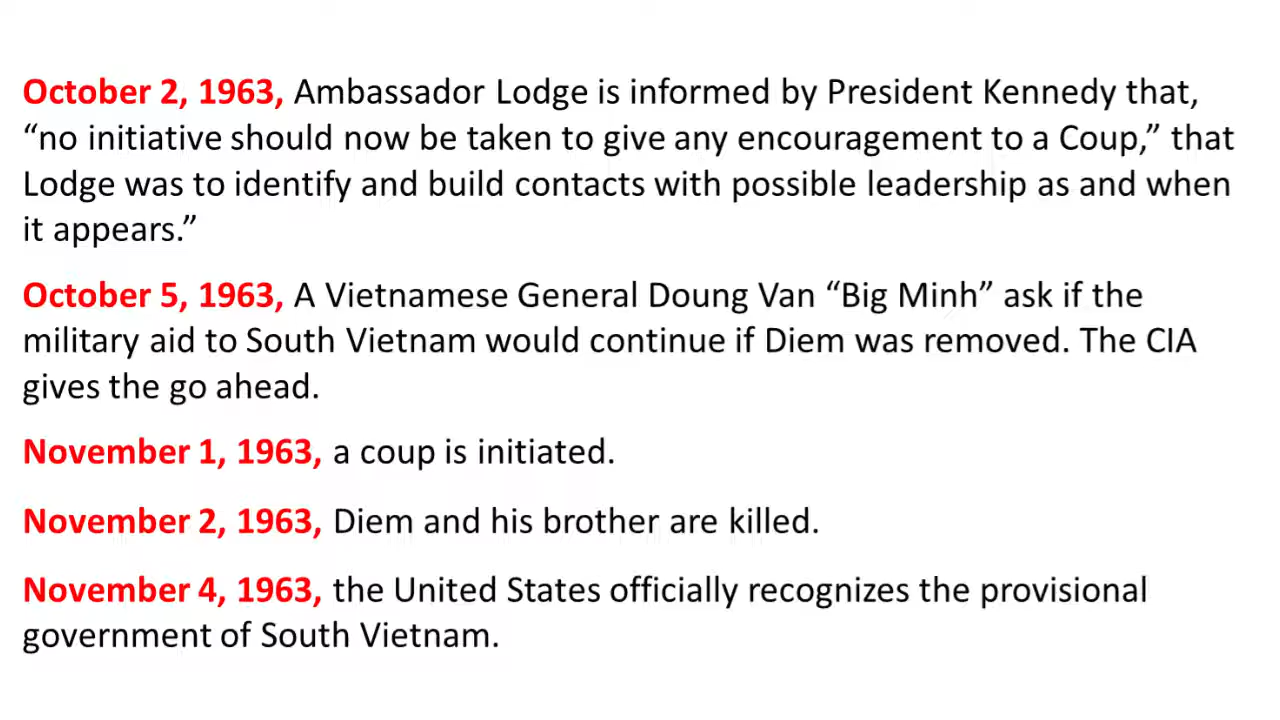 October 2, 1963, Ambassador Lodge is informed by President Kennedy that,
“no initiative should now be taken to give any encouragement to a Coup,” that
Lodge was to identify and build contacts with possible leadership as and when
it appears.”
October 5, 1963, A Vietnamese General Doung Van “Big Minh” ask if the
military aid to South Vietnam would continue if Diem was removed. The CIA
gives the go ahead.
November 1, 1963, a coup is initiated.
November 2, 1963, Diem and his brother are killed.
November 4, 1963, the United States officially recognizes the provisional
government of South Vietnam.